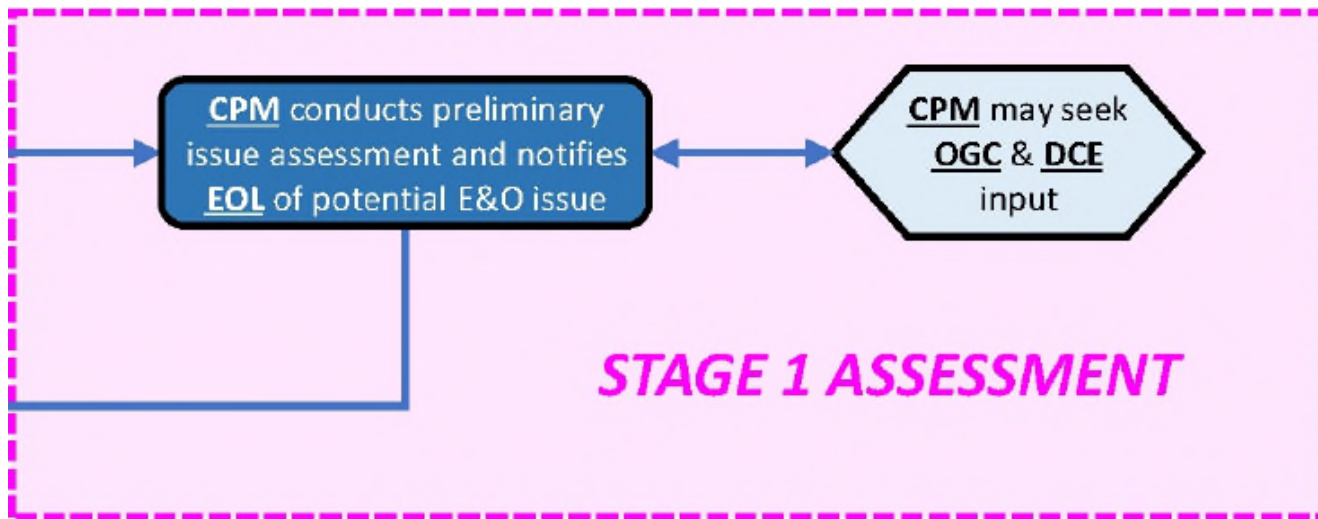 CPM conducts preliminary
issue assessment and notifies
EOL of potential E&O issue
CPM may seek
OGC & DCE
input
STAGE 1 ASSESSMENT